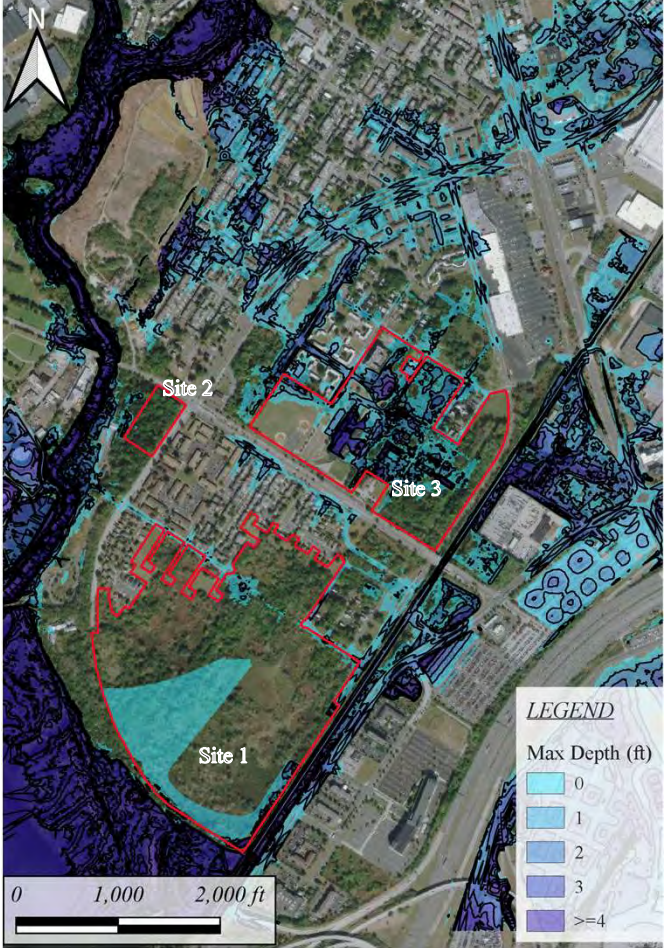 N
Site 2
Site 3
Site 1
LEGEND
Max Depth (ft)
0
1
2
3
>=4
0 1,000 2,000 ft